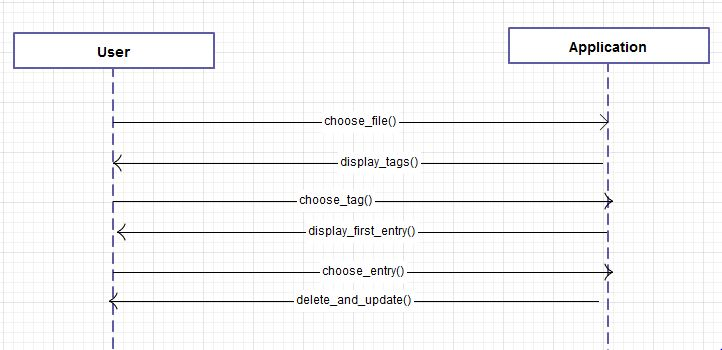 User
Application
choose_file()
display_tags()
choose_tag()
display_first_entry()
choose_entry()
delete_and_update()